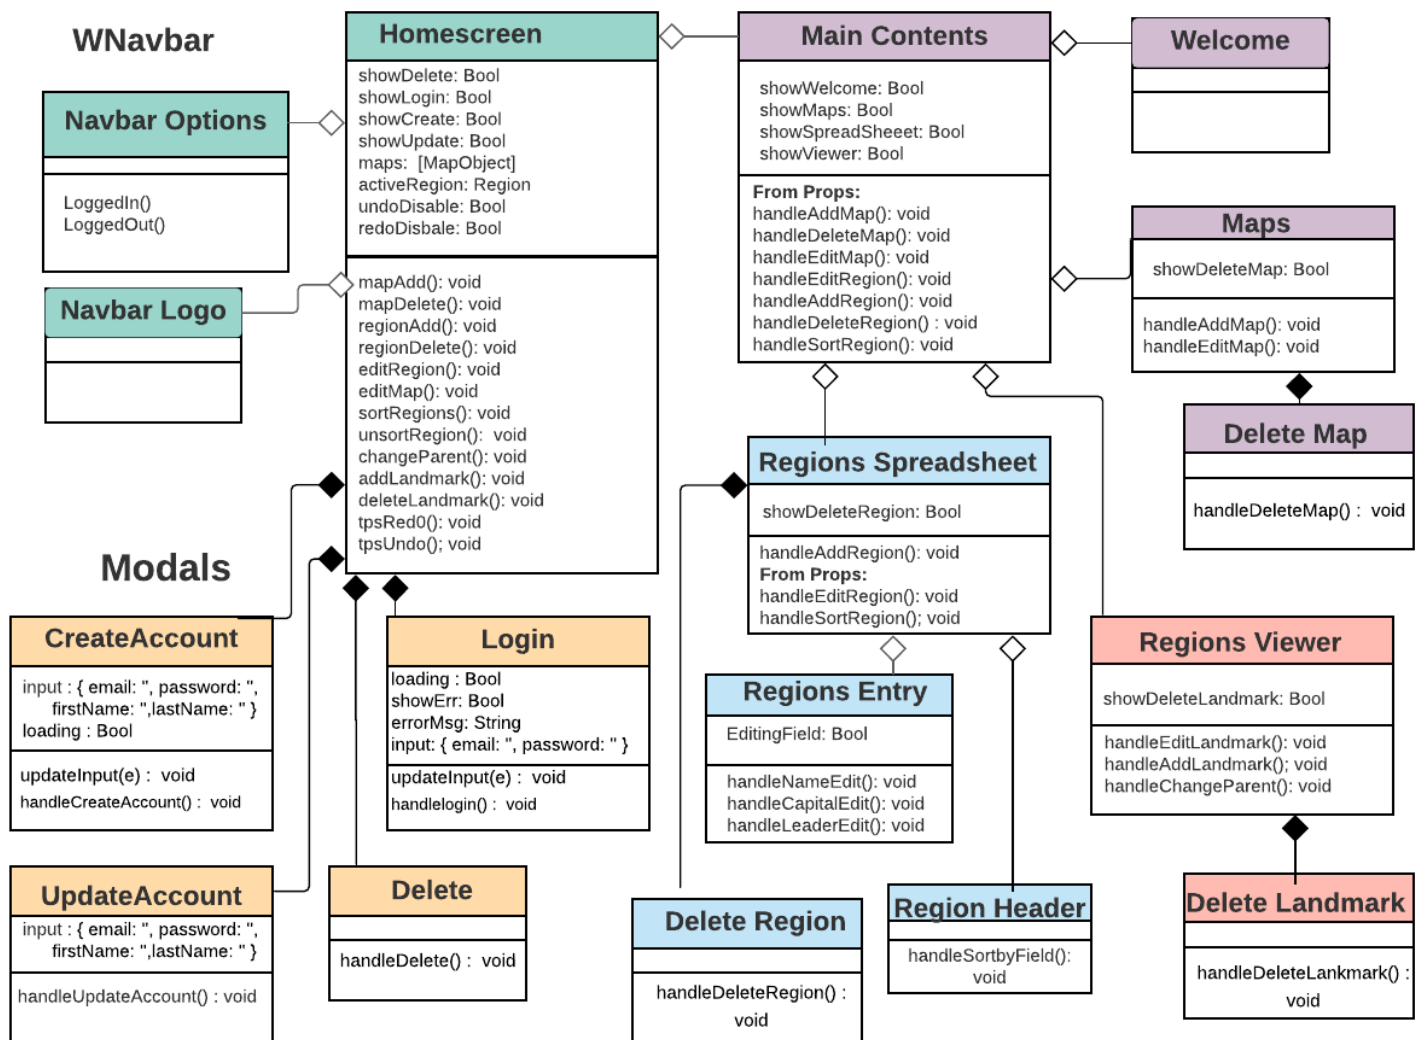 WNavbar
Navbar Options
LoggedIn()
LoggedOut()
Navbar Logo
Homescreen
showDelete: Bool
showLogin: Bool
showCreate: Bool
showUpdate: Bool
maps:  [MapObject]
activeRegion: Region
undoDisable: Bool
redoDisbale: Bool
mapAdd(): void
mapDelete(): void
regionAdd(): void
regionDelete(): void
editRegion(): void
editMap(): void
sortRegions(): void
unsortRegion():  void
changeParent(): void
addLandmark(): void
deleteLandmark(): void
tpsRed0(): void
tpsUndo(); void
Main Contents
showWelcome: Bool
showMaps: Bool
showSpreadSheeet: Bool
showViewer: Bool
From Props:
handleAddMap(): void
handleDeleteMap(): void
handleEditMap(): void
handleEditRegion(): void
handleAddRegion(): void
handleDeleteRegion() : void
handleSortRegion(): void
Welcome
Maps
showDeleteMap: Bool
handleAddMap(): void
handleEditMap(): void
Delete Map
handleDeleteMap() :  void
Regions Spreadsheet
showDeleteRegion: Bool
handleAddRegion(): void
From Props:
handleEditRegion(): void
handleSortRegion(); void
Modals
CreateAccount
input : { email: '', password: '',
firstName: '',lastName: '' }
loading : Bool
updateInput(e) :  void
handleCreateAccount() :  void
Login
loading : Bool
showErr: Bool
errorMsg: String
input: { email: '', password: '' }
updateInput(e) :  void
handlelogin() :  void
Regions Entry
EditingField: Bool
handleNameEdit(): void
handleCapitalEdit(): void
handleLeaderEdit(): void
Regions Viewer
showDeleteLandmark: Bool
handleEditLandmark(): void
handleAddLandmark(; void
handleChangeParent(): void
UpdateAccount
input : { email: '', password: '',
firstName: '',lastName: '' }
handleUpdateAccount() : void
Delete
handleDelete() :  void
Delete Region
handleDeleteRegion() :
void
Region Header
handleSortbyField():
void
Delete Landmark
handleDeleteLankmark() :
void